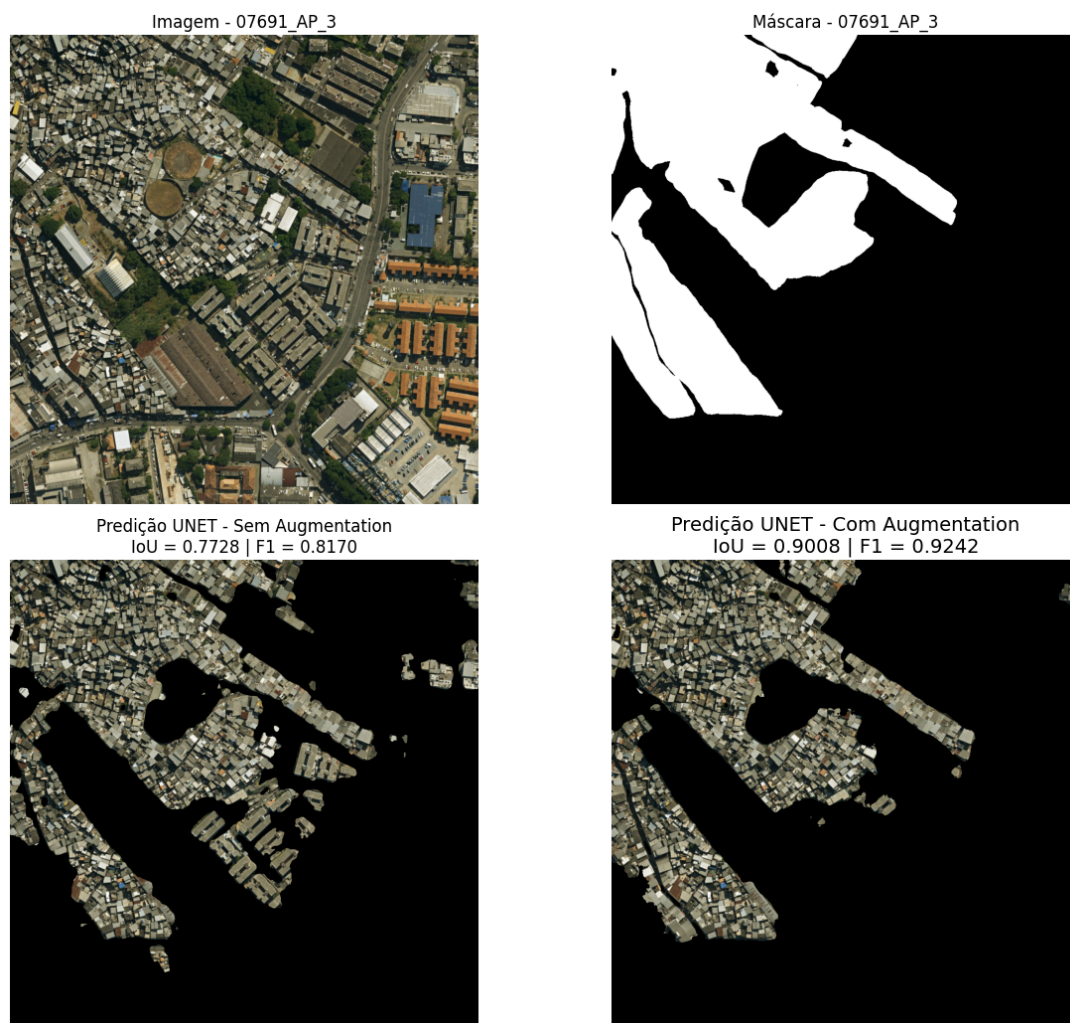 Imagem - 07691_AP_3
Máscara - 07691_AP_3
Predição UNET - Sem Augmentation
IoU = 0.7728 | F1 = 0.8170
Predição UNET - Com Augmentation
IoU = 0.9008 | F1 = 0.9242